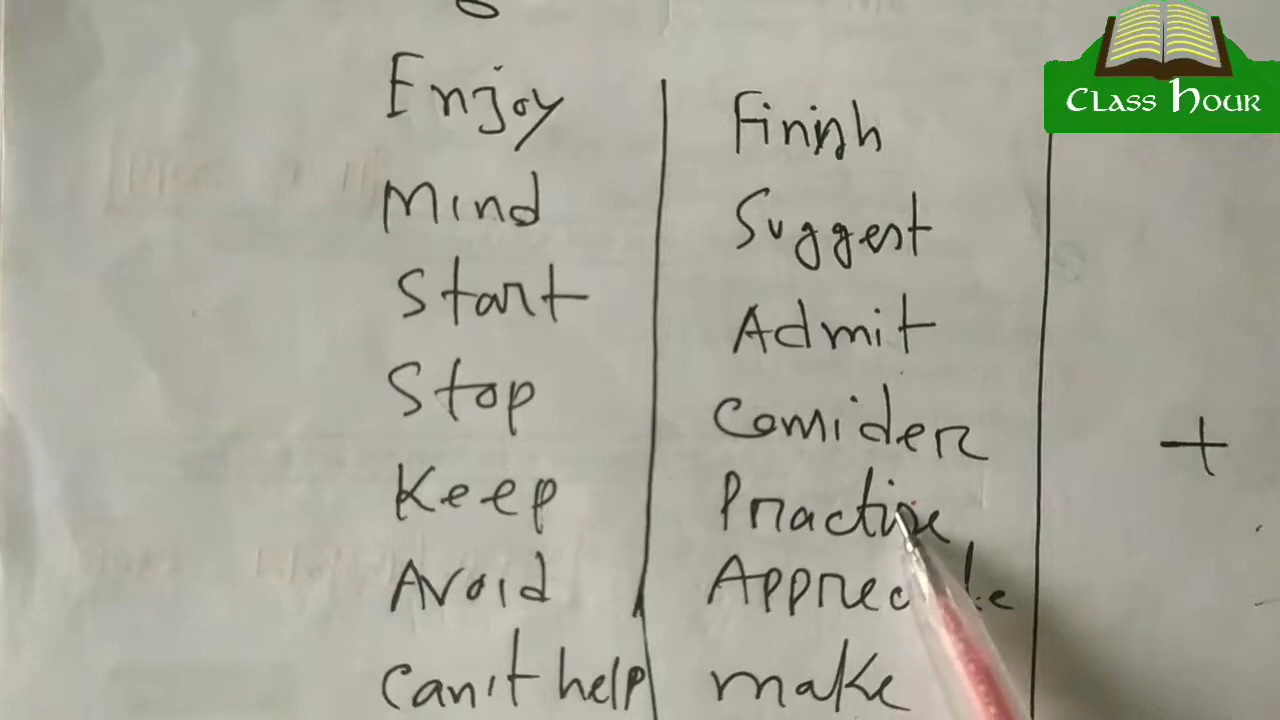 Enjoy
Mind
Start
Stop
Keep
Avoid
can't help
Finish
Suggest
Admit
Consider
Practise
make
+
CLASS HOUR